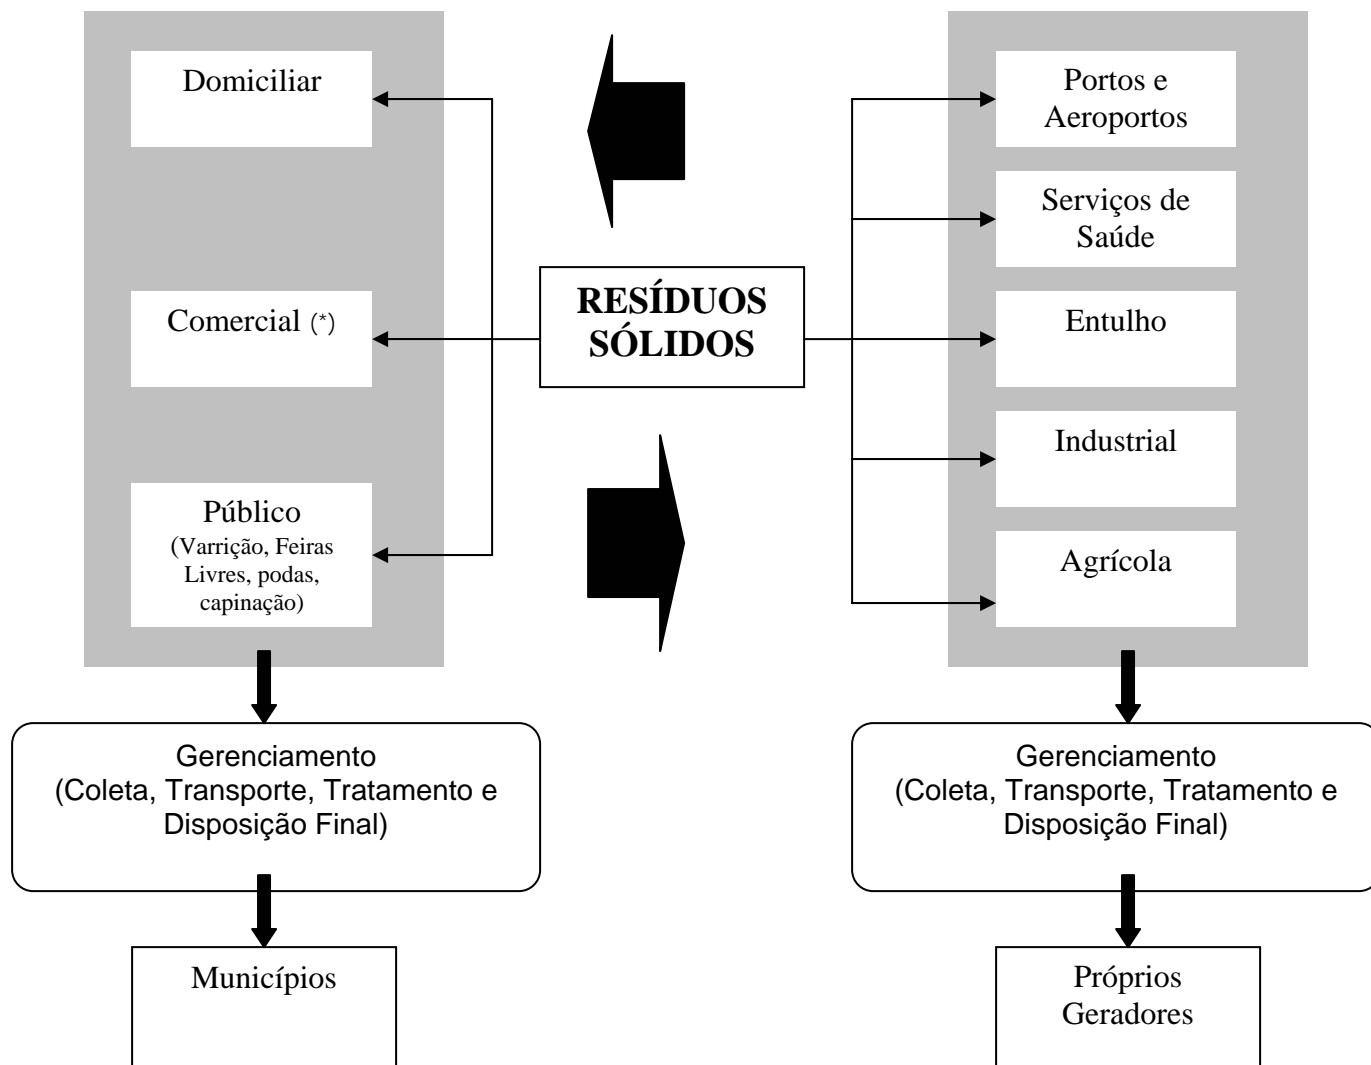 Domiciliar
Comercial (*)
Público
(Varrição, Feiras
Livres, podas,
capinação)
RESÍDUOS
SÓLIDOS
Portos e
Aeroportos
Serviços de
Saúde
Entulho
Industrial
Agrícola
Gerenciamento
(Coleta, Transporte, Tratamento e
Disposição Final)
Gerenciamento
(Coleta, Transporte, Tratamento e
Disposição Final)
Municípios
Próprios
Geradores